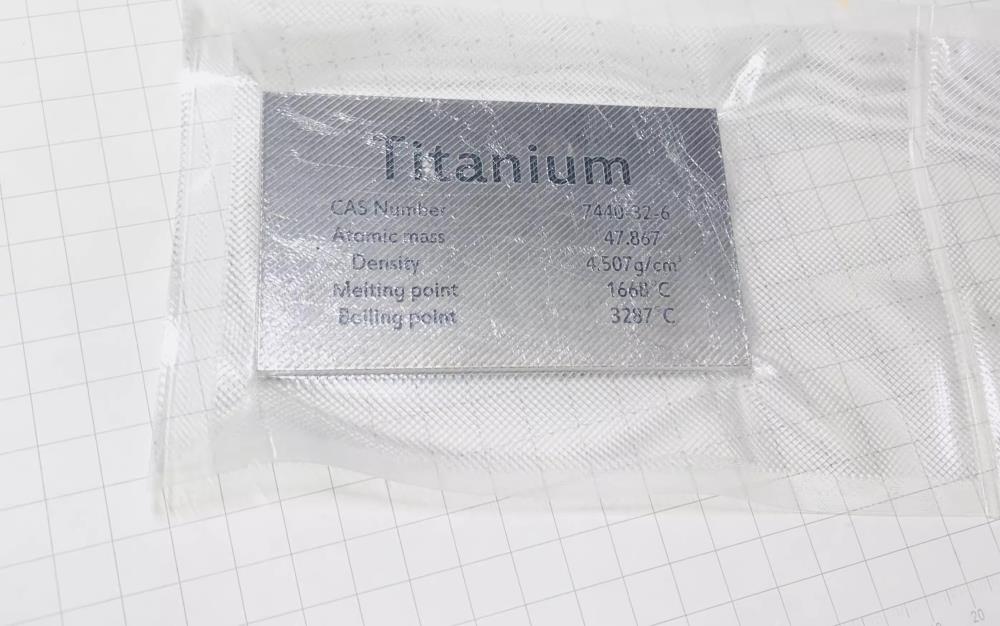 Titanium
CAS Number 7440-32-6
Atomic mass 47.867
Density 4.507g/cm³
Melting point 1668°C
Boiling point 3287°C
20